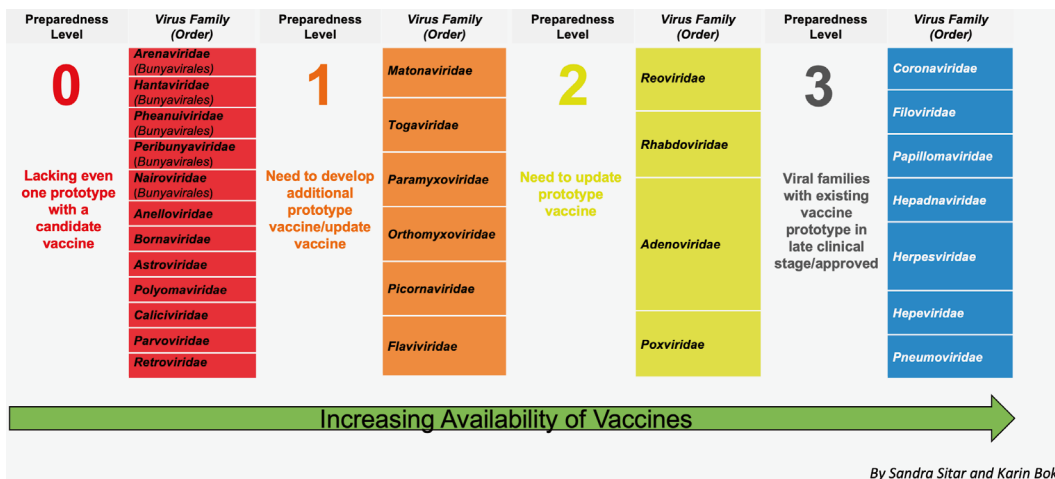 Preparedness
Level
Virus Family
(Order)
Preparedness
Level
Virus Family
(Order)
Preparedness
Level
Virus Family
(Order)
Preparedness
Level
Virus Family
(Order)
0
Lacking even
one prototype
with a
candidate
vaccine
Arenaviridae
(Bunyavirales)
Hantaviridae
(Bunyavirales)
Pheanuiviridae
(Bunyavirales)
Peribunyaviridae
(Bunyavirales)
Nairoviridae
(Bunyavirales)
Anelloviridae
Bornaviridae
Astroviridae
Polyomaviridae
Caliciviridae
Parvoviridae
Retroviridae
1
Need to develop
additional
prototype
vaccine/update
vaccine
Matonaviridae
Togaviridae
Paramyxoviridae
Orthomyxoviridae
Picornaviridae
Flaviviridae
2
Need to update
prototype
vaccine
Reoviridae
Rhabdoviridae
Adenoviridae
Poxviridae
3
Viral families
with existing
vaccine
prototype in
late clinical
stage/approved
Coronaviridae
Filoviridae
Papillomaviridae
Hepadnaviridae
Herpesviridae
Hepeviridae
Pneumoviridae
Increasing Availability of Vaccines
By Sandra Sitar and Karin Bok